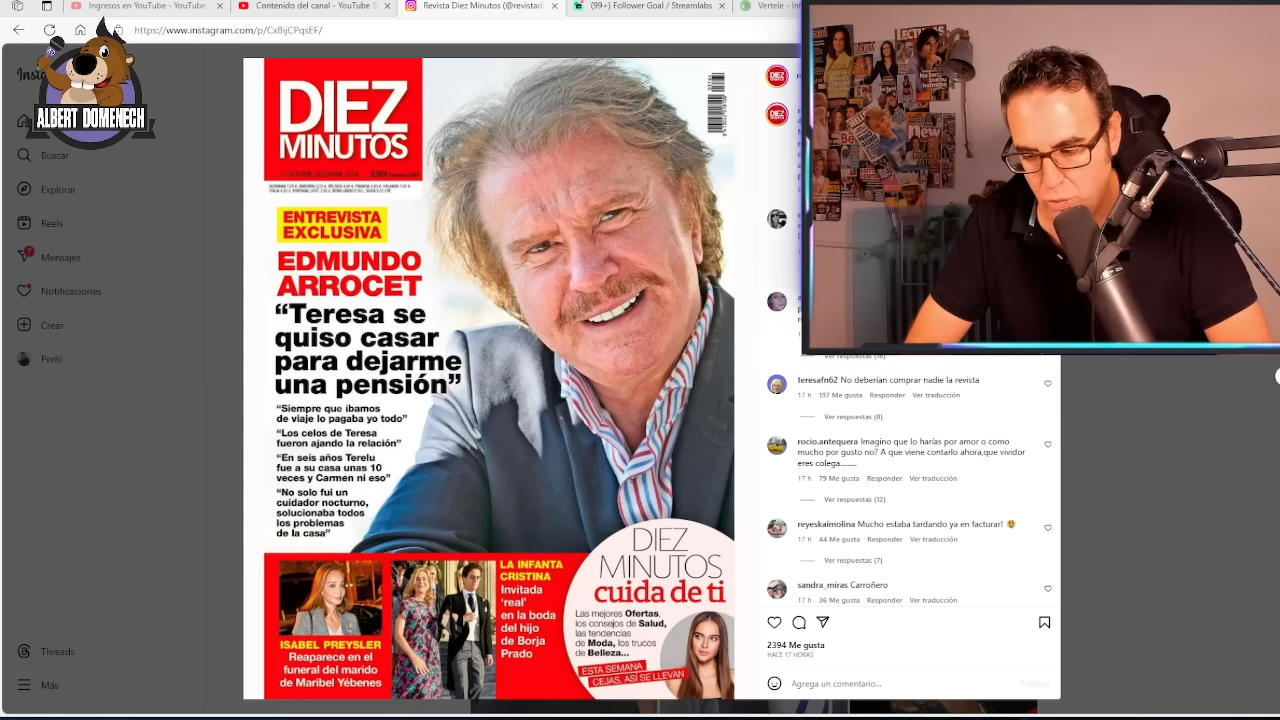 Ingresos en YouTube - YouTube
Contenido del canal - YouTube S
Revista Diez Minutos (@revistad
(99+) Follower Goal / Streamlabs
https://www.instagram.com/p/Cx8ijCPqsEF/
ALBERT DOMENECH
Buscar
Explorar
Reels
7
Mensajes
Notificaciones
Crear
Perfil
Threads
Más
DIEZ
MINUTOS
ENTREVISTA
EXCLUSIVA
EDMUNDO
ARROCET
“Teresa se
quiso casar
para dejarme
una pensión”
“Siempre que íbamos
de viaje lo pagaba yo todo”
“Los celos de Teresa
fueron ajando la relación”
“En seis años Terelu
fue a su casa unas 10
veces y Carmen ni eso”
“No solo fui un
cuidador nocturno,
solucionaba todos
los problemas
de la casa”
ISABEL PREYSLER
Reaparece en el
funeral del marido
de Maribel Yébenes
LA INFANTA
CRISTINA
Invitada
‘real’
en la boda
del hijo
de Borja
Prado
DIEZ
MINUTOS
cuida de ti
Las mejores Ofertas,
los consejos de Salud,
las tendencias
de Moda, los trucos
de Belleza...
ESTA SEMANA
CEJAS, ASÍ SE LLEVAN
Ver respuestas (16)
teresafn62 No deberían comprar nadie la revista
17 h 197 Me gusta Responder Ver traducción
Ver respuestas (8)
rocio.antequera Imagino que lo harías por amor o como
mucho por gusto no? A que viene contarlo ahora,que vividor
eres colega.........
17 h 79 Me gusta Responder Ver traducción
Ver respuestas (12)
reyeskaimolina Mucho estaba tardando ya en facturar! 🤑
17 h 44 Me gusta Responder Ver traducción
Ver respuestas (7)
sandra_miras Carroñero
17 h 36 Me gusta Responder Ver traducción
2394 Me gusta
HACE 17 HORAS
Agrega un comentario...
Publicar